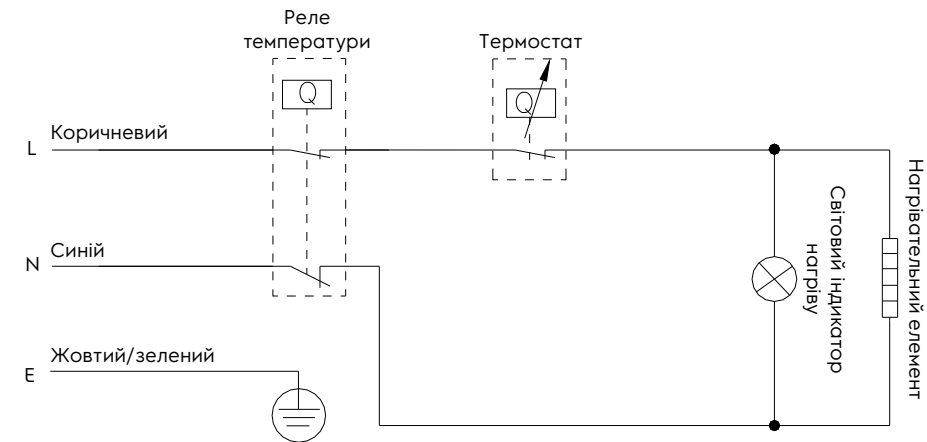 Реле
температури
Термостат
Q
Q
Коричневий
L
Синій
N
Жовтий/зелений
E
Світовий індикатор
нагріву
Нагрівательний елемент